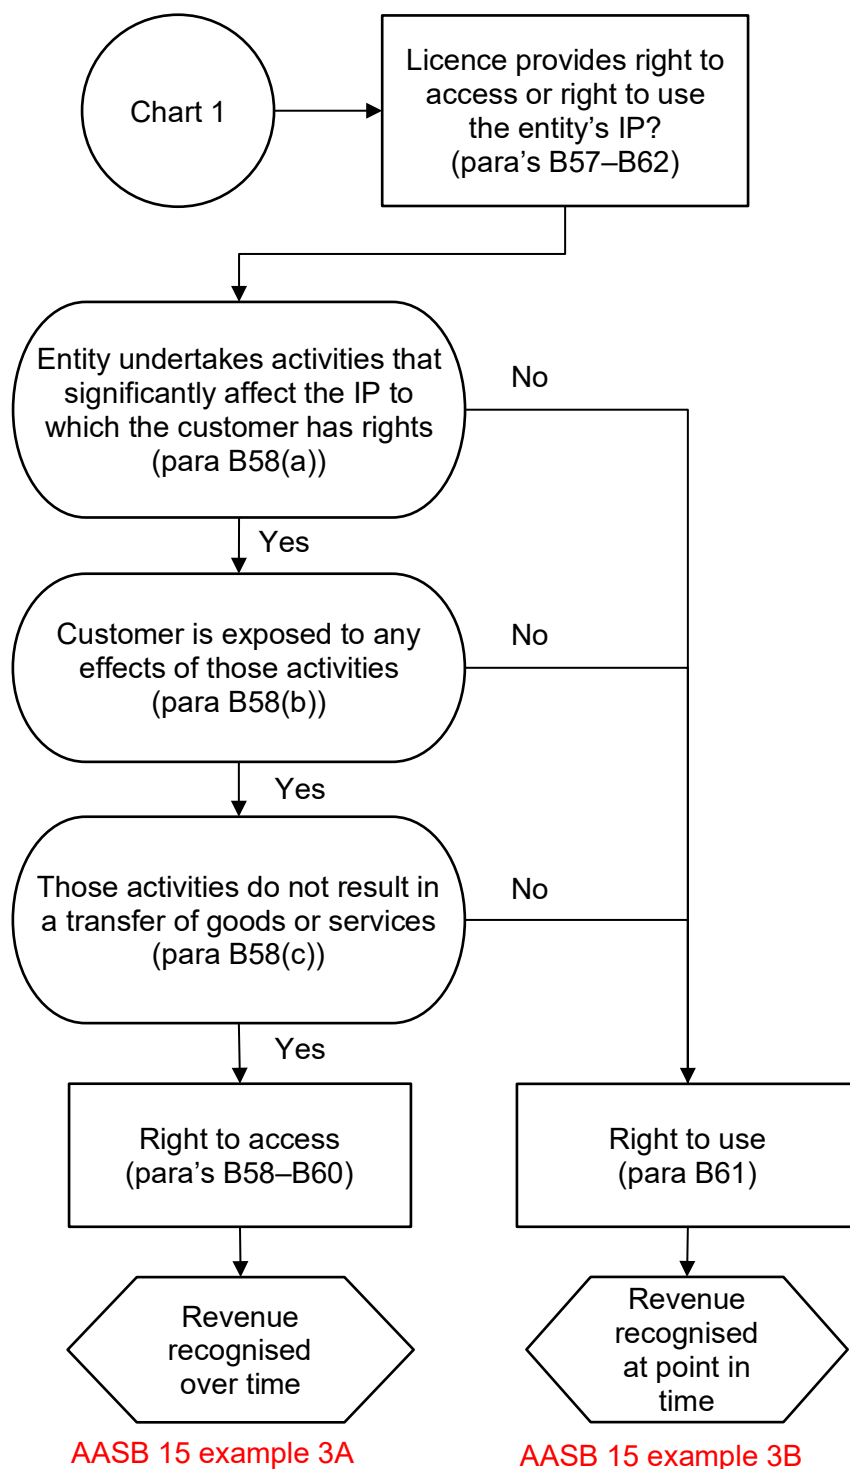 Chart 1
Licence provides right to
access or right to use
the entity’s IP?
(para’s B57–B62)
Entity undertakes activities that
significantly affect the IP to
which the customer has rights
(para B58(a))
No
Yes
Customer is exposed to any
effects of those activities
(para B58(b))
No
Yes
Those activities do not result in
a transfer of goods or services
(para B58(c))
No
Yes
Right to access
(para’s B58–B60)
Right to use
(para B61)
Revenue
recognised
over time
Revenue
recognised
at point in
time
AASB 15 example 3A
AASB 15 example 3B